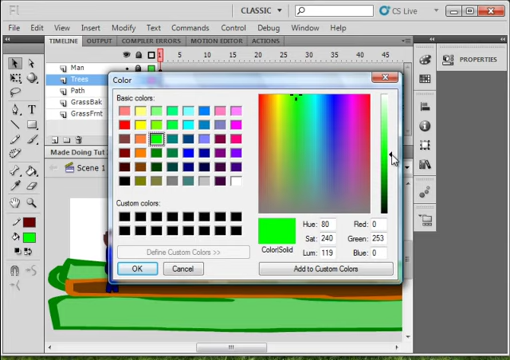 Fl
CLASSIC
CS Live
File
Edit
View
Insert
Modify
Text
Commands
Control
Debug
Window
Help
TIMELINE
OUTPUT
COMPILER ERRORS
MOTION EDITOR
ACTIONS
1 5 10 15 20 25 30 35 40 45
Man
Trees
Path
GrassBak
GrassFrnt
PROPERTIES
Made Doing Tut
Scene 1
Color
Basic colors:
Custom colors:
Define Custom Colors >>
OK
Cancel
Color|Solid
Hue: 80
Sat: 240
Lum: 119
Red: 0
Green: 253
Blue: 0
Add to Custom Colors